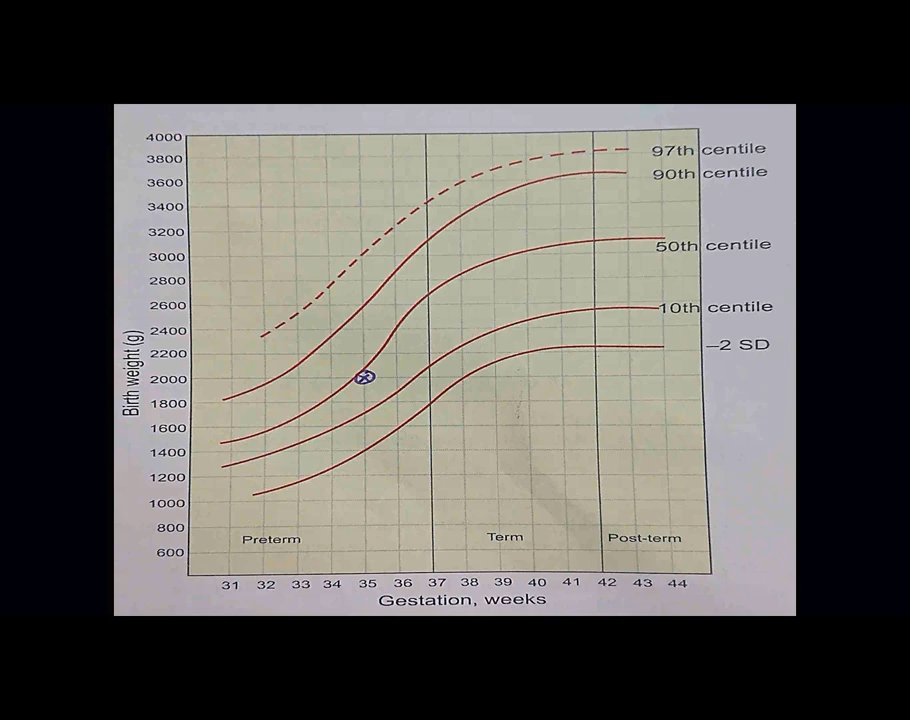 4000
3800
3600
3400
3200
3000
2800
2600
2400
2200
2000
1800
1600
1400
1200
1000
800
600
Birth weight (g)
97th centile
90th centile
50th centile
10th centile
–2 SD
Preterm
Term
Post-term
31 32 33 34 35 36 37 38 39 40 41 42 43 44
Gestation, weeks